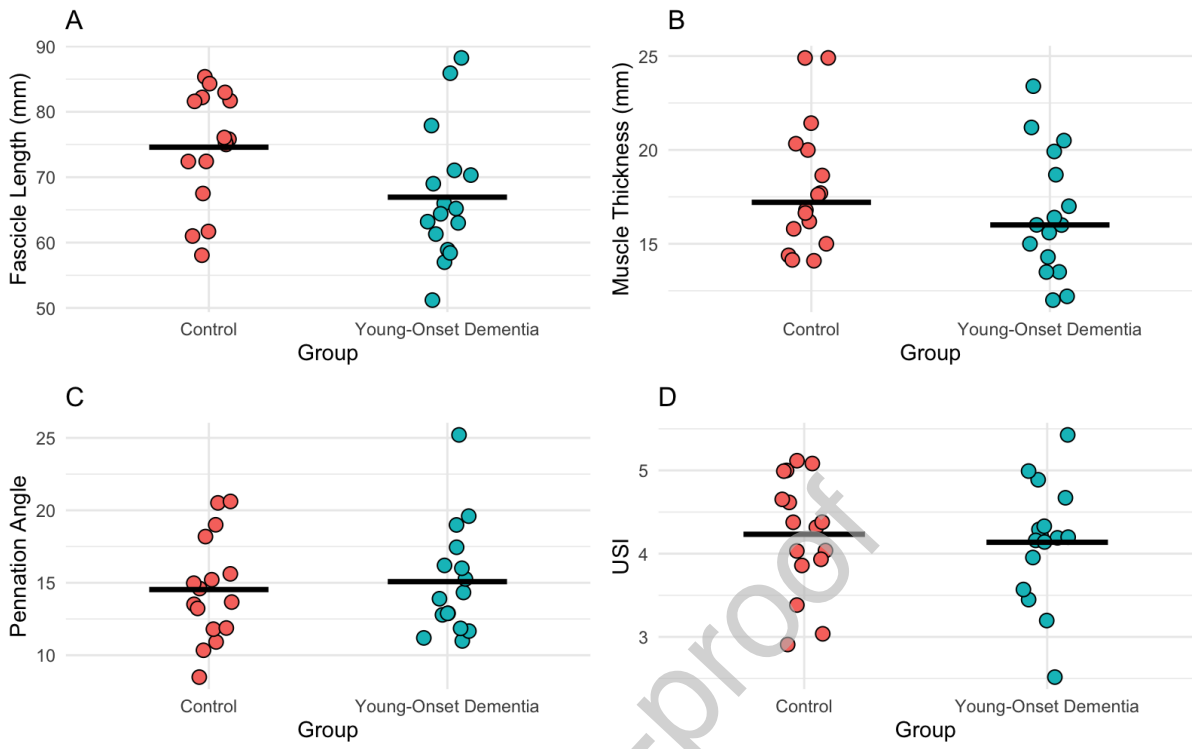 A
Fascicle Length (mm)
90
80
70
60
50
Control
Young-Onset Dementia
Group
B
Muscle Thickness (mm)
25
20
15
Control
Young-Onset Dementia
Group
C
Pennation Angle
25
20
15
10
Control
Young-Onset Dementia
Group
D
USI
5
4
3
Control
Young-Onset Dementia
Group
proof